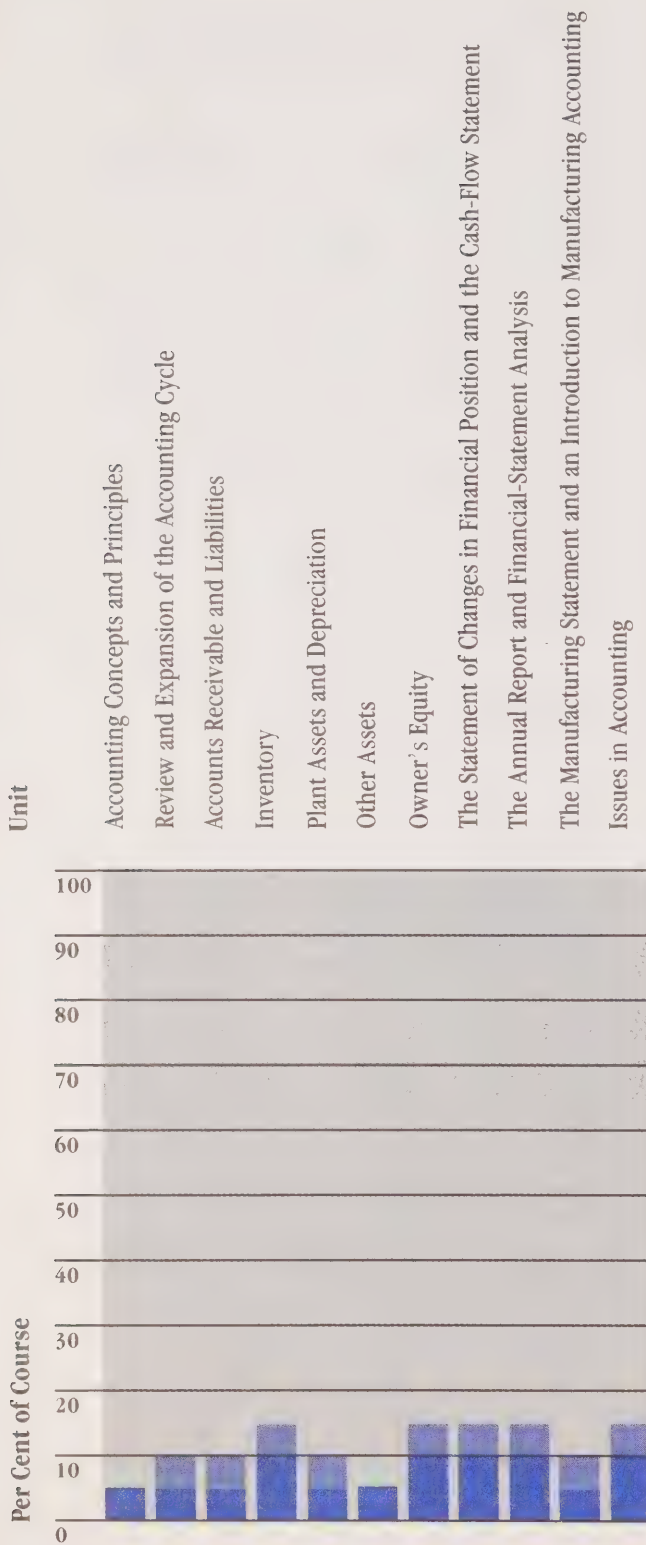 Unit
Accounting Concepts and Principles
Review and Expansion of the Accounting Cycle
Accounts Receivable and Liabilities
Inventory
Plant Assets and Depreciation
Other Assets
Owner's Equity
The Statement of Changes in Financial Position and the Cash-Flow Statement
The Annual Report and Financial-Statement Analysis
The Manufacturing Statement and an Introduction to Manufacturing Accounting
Issues in Accounting
Per Cent of Course
100
90
80
70
60
50
40
30
20
10
0